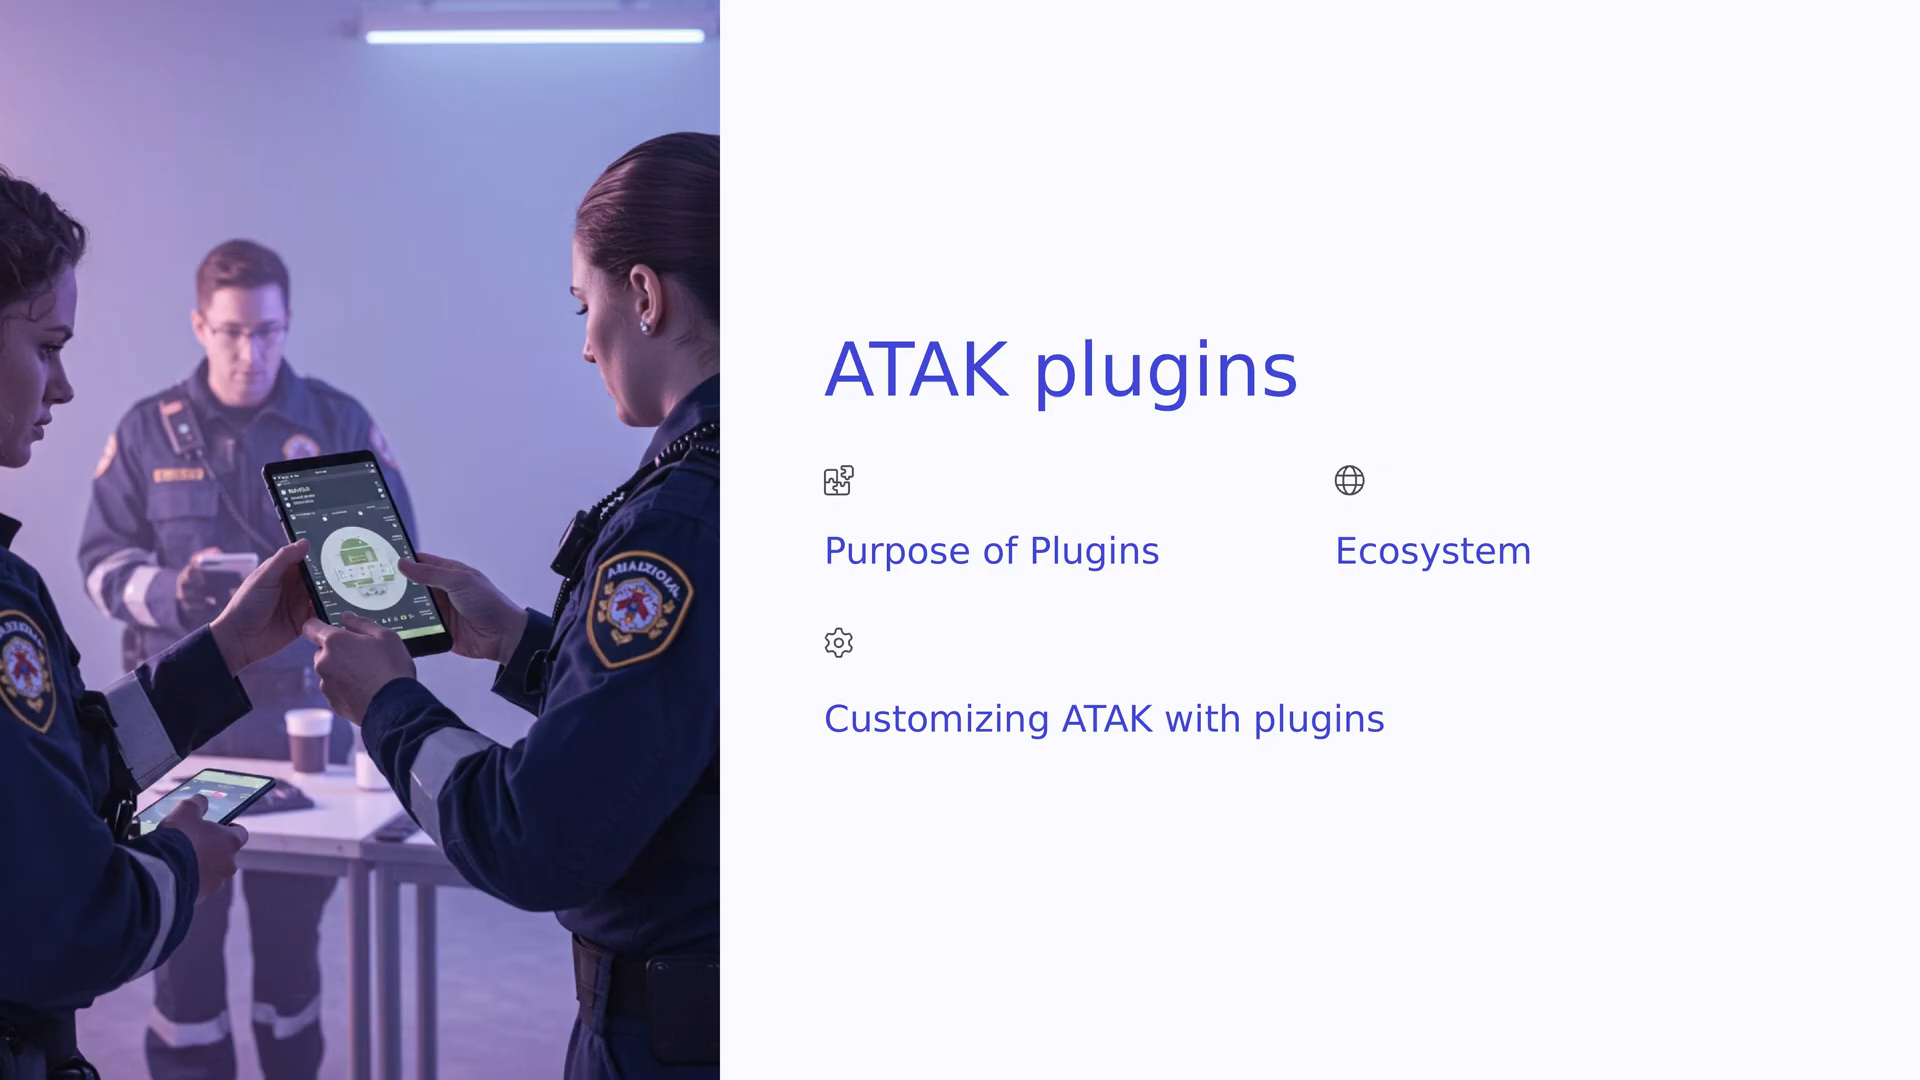 ATAK plugins
Purpose of Plugins
Ecosystem
Customizing ATAK with plugins